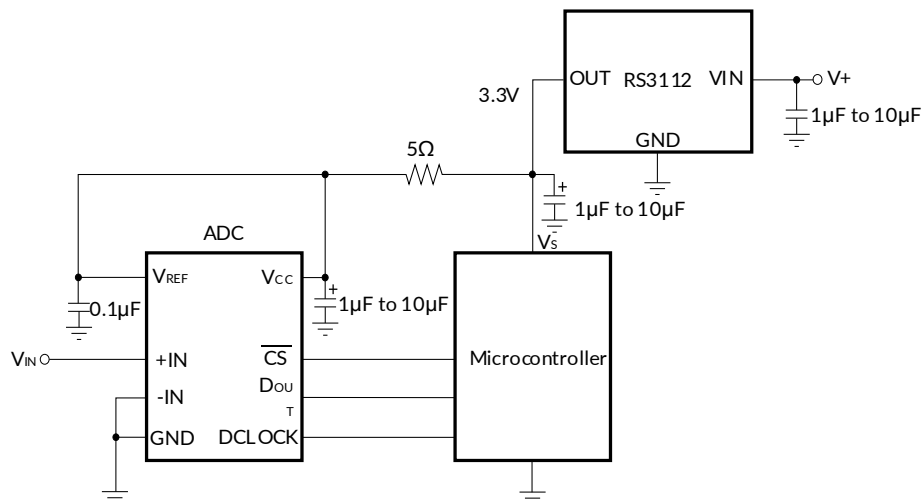 OUT RS3112 VIN
V+
3.3V
1µF to 10µF
GND
5Ω
+
1µF to 10µF
ADC
VS
VREF
VCC
+
0.1µF
1µF to 10µF
VIN
+IN
CS
Microcontroller
-IN
DOU
T
GND
DCLOCK